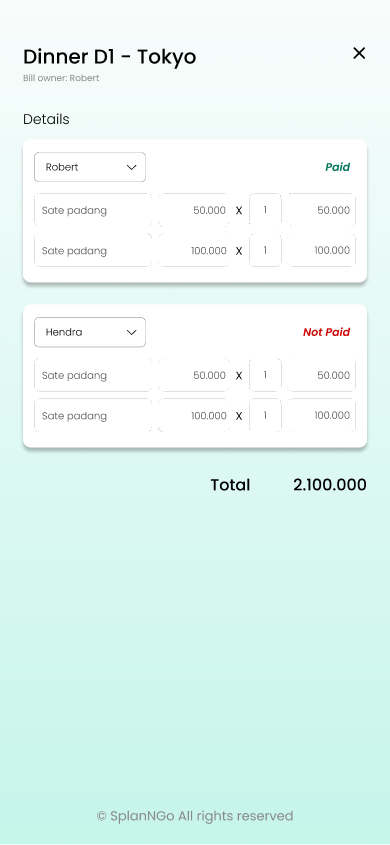 Dinner D1 - Tokyo
Bill owner: Robert
Details
Robert Paid
Sate padang 50.000 X 1 50.000
Sate padang 100.000 X 1 100.000
Hendra Not Paid
Sate padang 50.000 X 1 50.000
Sate padang 100.000 X 1 100.000
Total 2.100.000
© SplanNGo All rights reserved